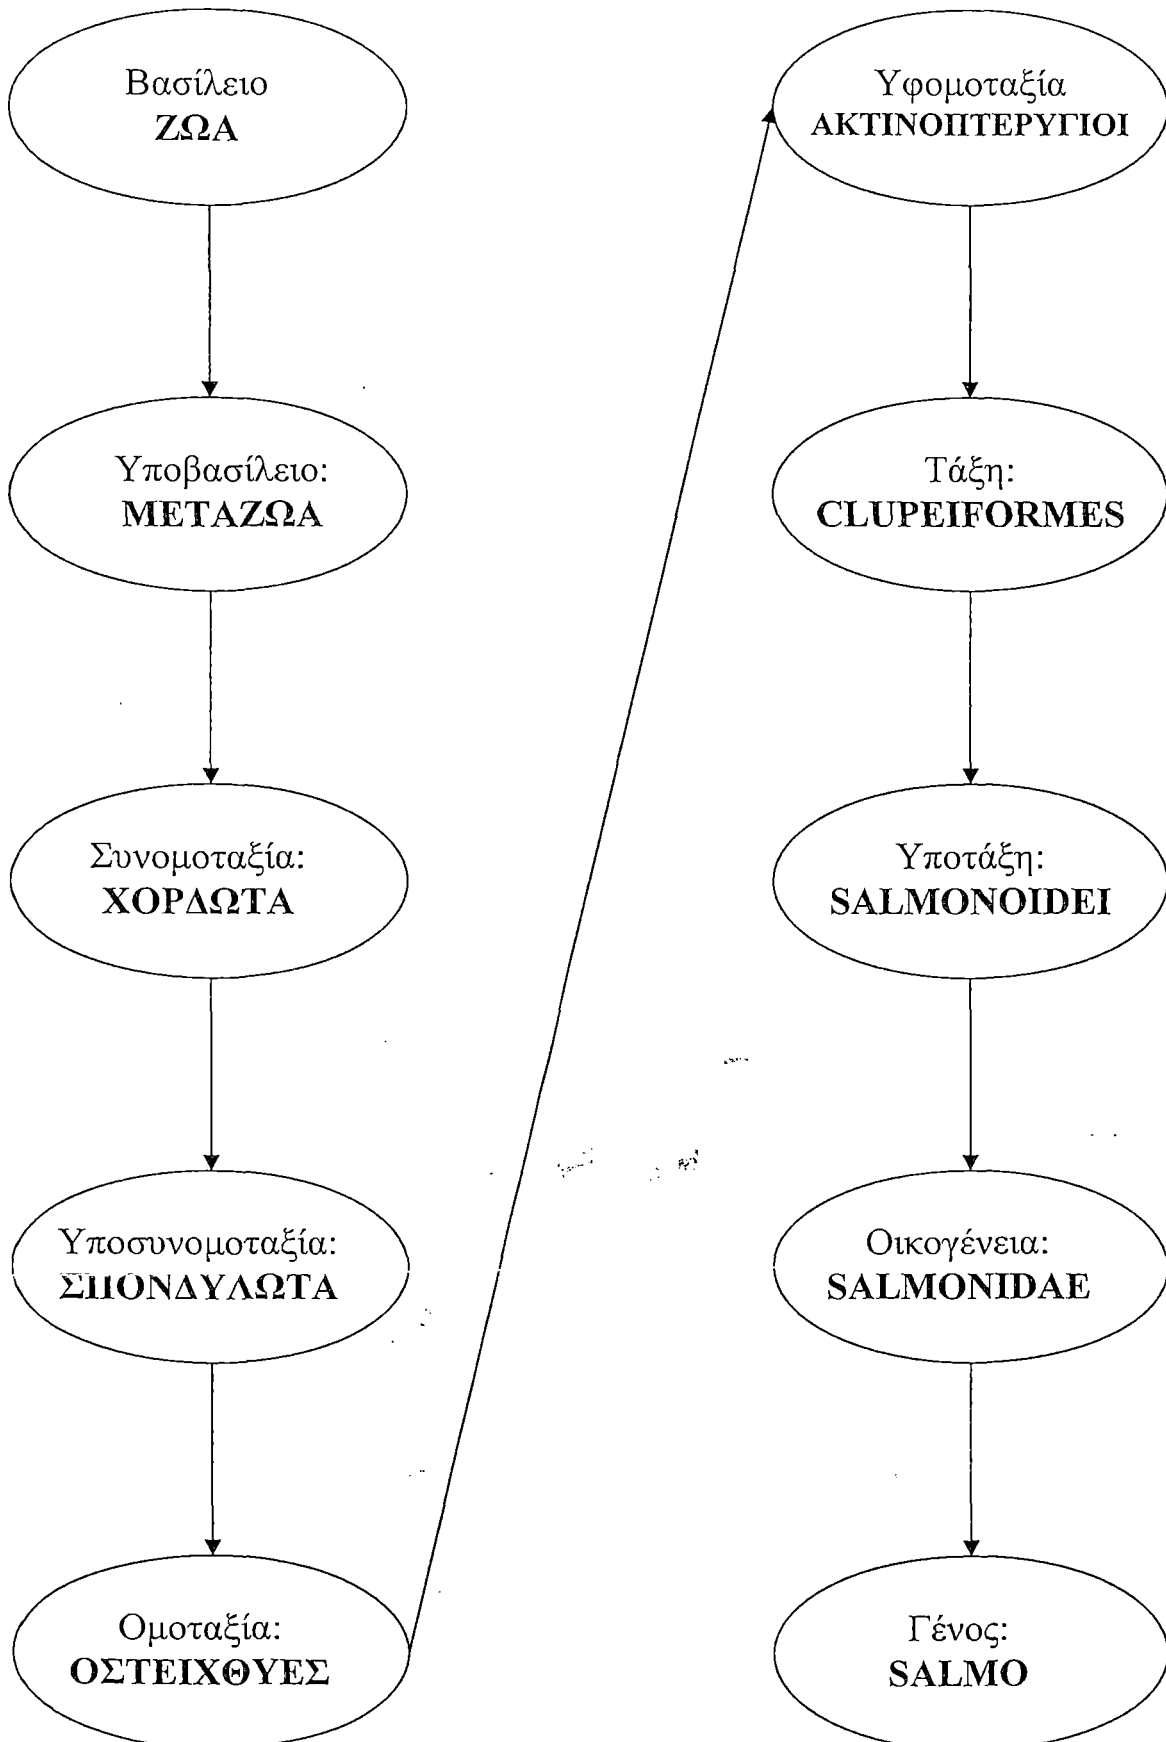 Βασίλειο
ΖΩΑ
Υποβασίλειο:
ΜΕΤΑΖΩΑ
Συνομοταξία:
ΧΟΡΔΩΤΑ
Υποσυνομοταξία:
ΣΠΟΝΔΥΛΩΤΑ
Ομοταξία:
ΟΣΤΕΙΧΘΥΕΣ
Υφομοταξία
ΑΚΤΙΝΟΠΤΕΡΥΓΙΟΙ
Τάξη:
CLUPEIFORMES
Υποτάξη:
SALMONOIDEI
Οικογένεια:
SALMONIDAE
Γένος:
SALMO